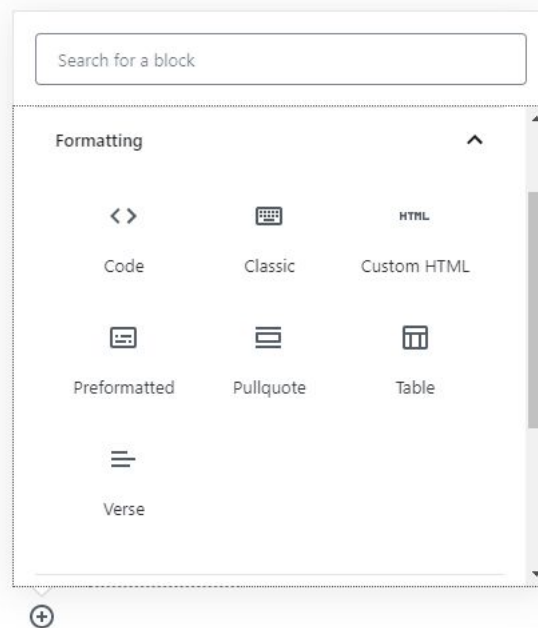 Search for a block
Formatting
HTML
Code Classic Custom HTML
Preformatted Pullquote Table
Verse